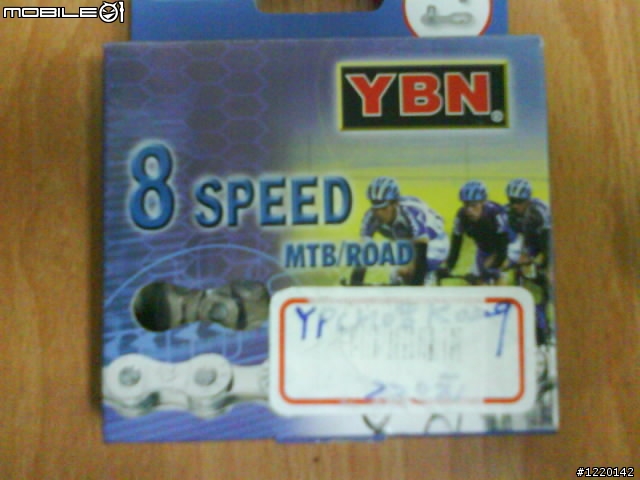 MOBILE01
YBN®
8 SPEED
MTB/ROAD
#1220142